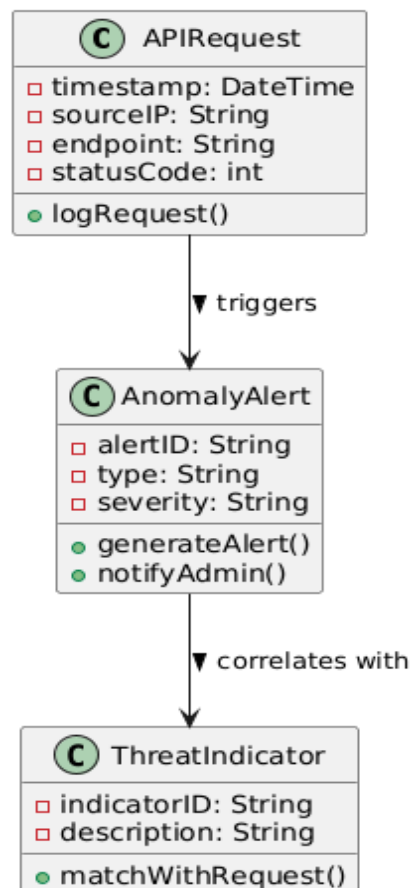 C APIRequest
timestamp: DateTime
sourceIP: String
endpoint: String
statusCode: int
logRequest()
triggers
C AnomalyAlert
alertID: String
type: String
severity: String
generateAlert()
notifyAdmin()
correlates with
C ThreatIndicator
indicatorID: String
description: String
matchWithRequest()